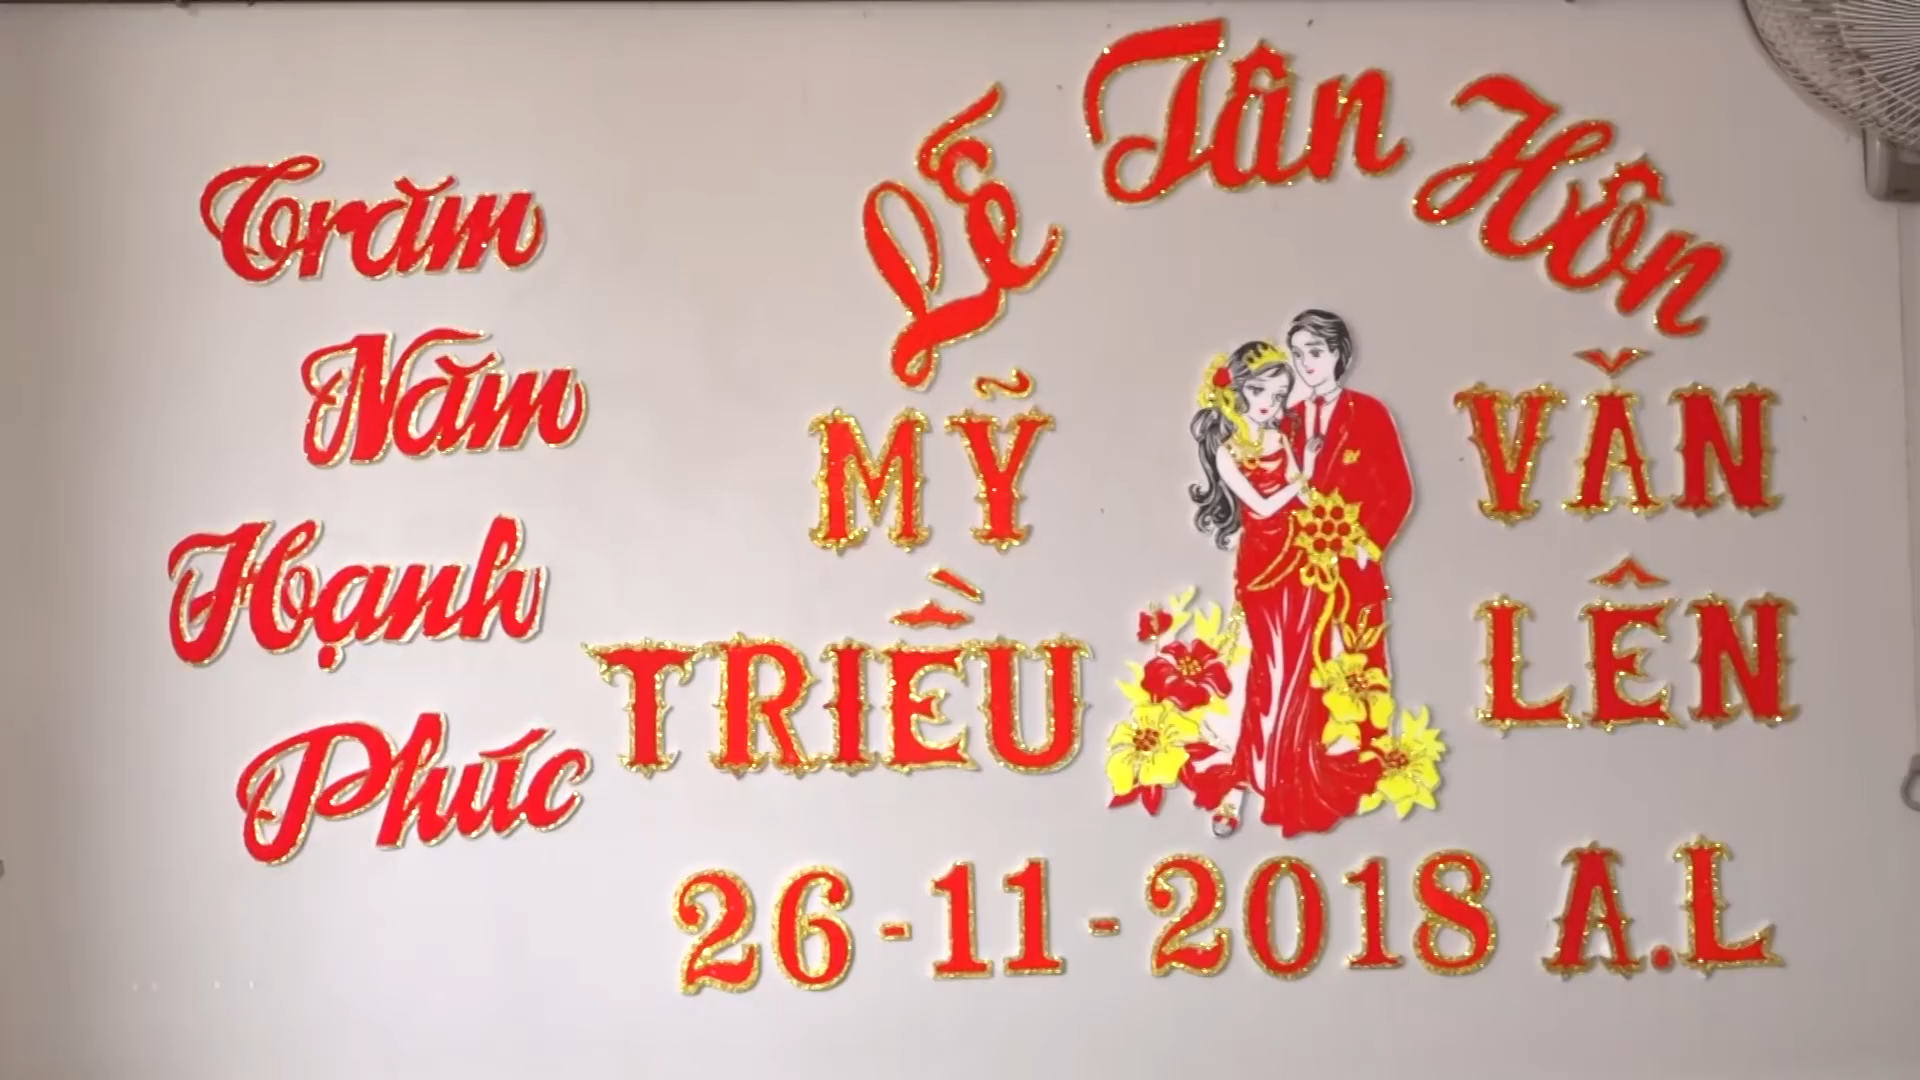 Trăm
Năm
Hạnh
Phúc
Lễ Tân Hôn
MỸ
TRIỀU
VĂN
LÊN
26-11-2018 A.L